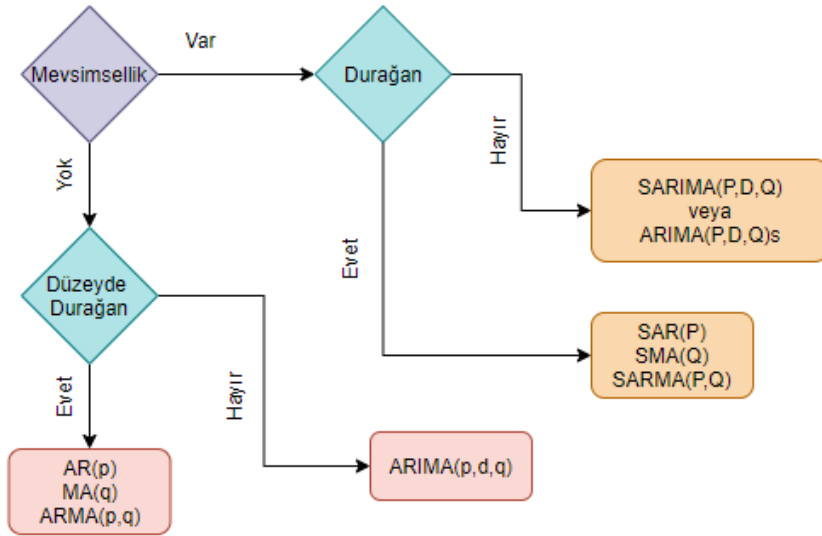 Var
Mevsimsellik
Durağan
Hayır
Yok
SARIMA(P,D,Q)
veya
ARIMA(P,D,Q)s
Evet
Düzeyde
Durağan
SAR(P)
SMA(Q)
SARMA(P,Q)
Evet
Hayır
AR(p)
MA(q)
ARMA(p,q)
ARIMA(p,d,q)